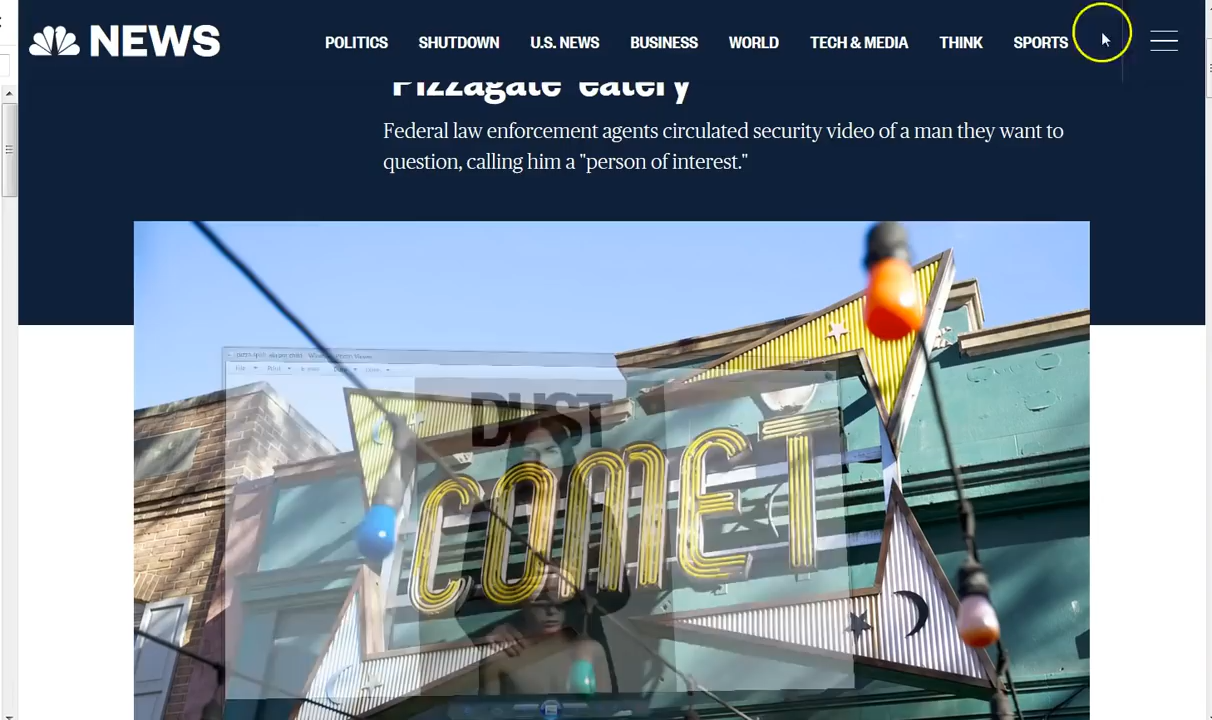 NEWS
POLITICS SHUTDOWN U.S. NEWS BUSINESS WORLD TECH & MEDIA THINK SPORTS
'Pizzagate' eatery
Federal law enforcement agents circulated security video of a man they want to
question, calling him a "person of interest."
DUST
COMET